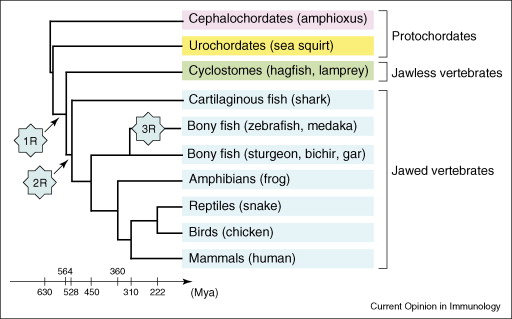 Cephalochordates (amphioxus)
Urochordates (sea squirt)
Protochordates
Cyclostomes (hagfish, lamprey)
Jawless vertebrates
Cartilaginous fish (shark)
1R
3R
Bony fish (zebrafish, medaka)
Bony fish (sturgeon, bichir, gar)
Jawed vertebrates
2R
Amphibians (frog)
Reptiles (snake)
Birds (chicken)
Mammals (human)
564 360
630 528 450 310 222 (Mya)
Current Opinion in Immunology